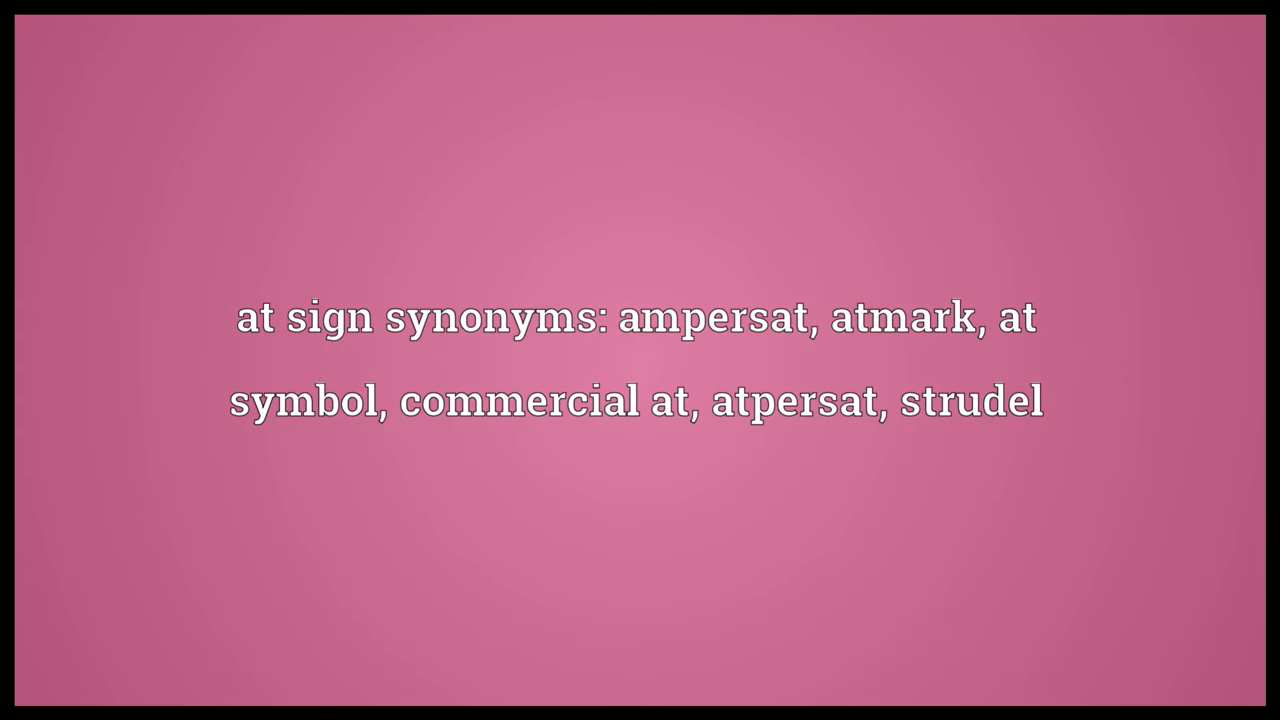 at sign synonyms: ampersat, atmark, at
symbol, commercial at, atpersat, strudel